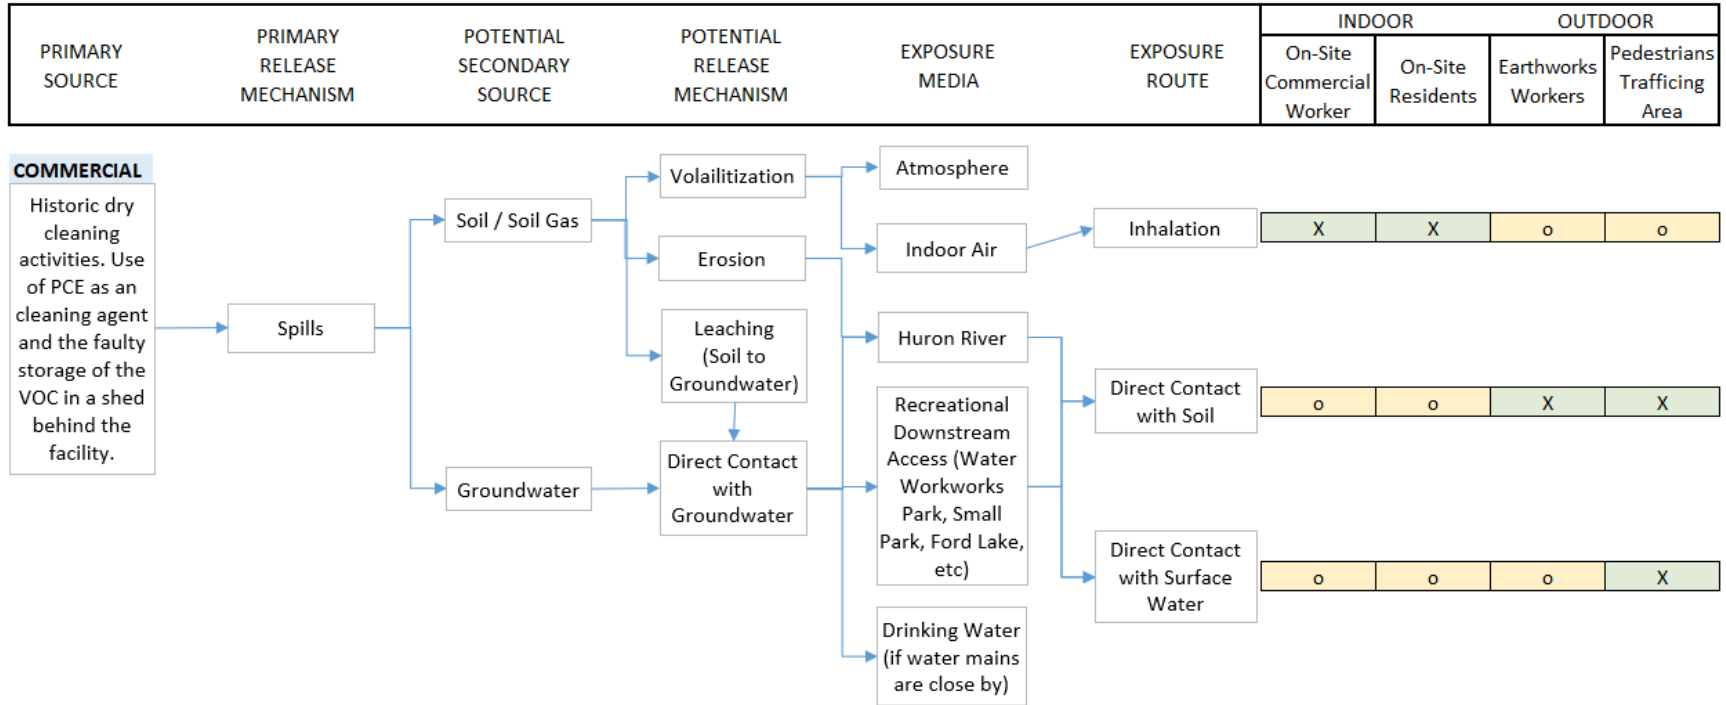 PRIMARY
SOURCE
PRIMARY
RELEASE
MECHANISM
POTENTIAL
SECONDARY
SOURCE
POTENTIAL
RELEASE
MECHANISM
EXPOSURE
MEDIA
EXPOSURE
ROUTE
INDOOR
OUTDOOR
On-Site
Commercial
Worker
On-Site
Residents
Earthworks
Workers
Pedestrians
Trafficing
Area
COMMERCIAL
Historic dry
cleaning
activities. Use
of PCE as an
cleaning agent
and the faulty
storage of the
VOC in a shed
behind the
facility.
Spills
Soil / Soil Gas
Groundwater
Volailitization
Erosion
Leaching
(Soil to
Groundwater)
Direct Contact
with
Groundwater
Atmosphere
Indoor Air
Huron River
Recreational
Downstream
Access (Water
Workworks
Park, Small
Park, Ford Lake,
etc)
Drinking Water
(if water mains
are close by)
Inhalation
X X o o
Direct Contact
with Soil
o o X X
Direct Contact
with Surface
Water
o o o X